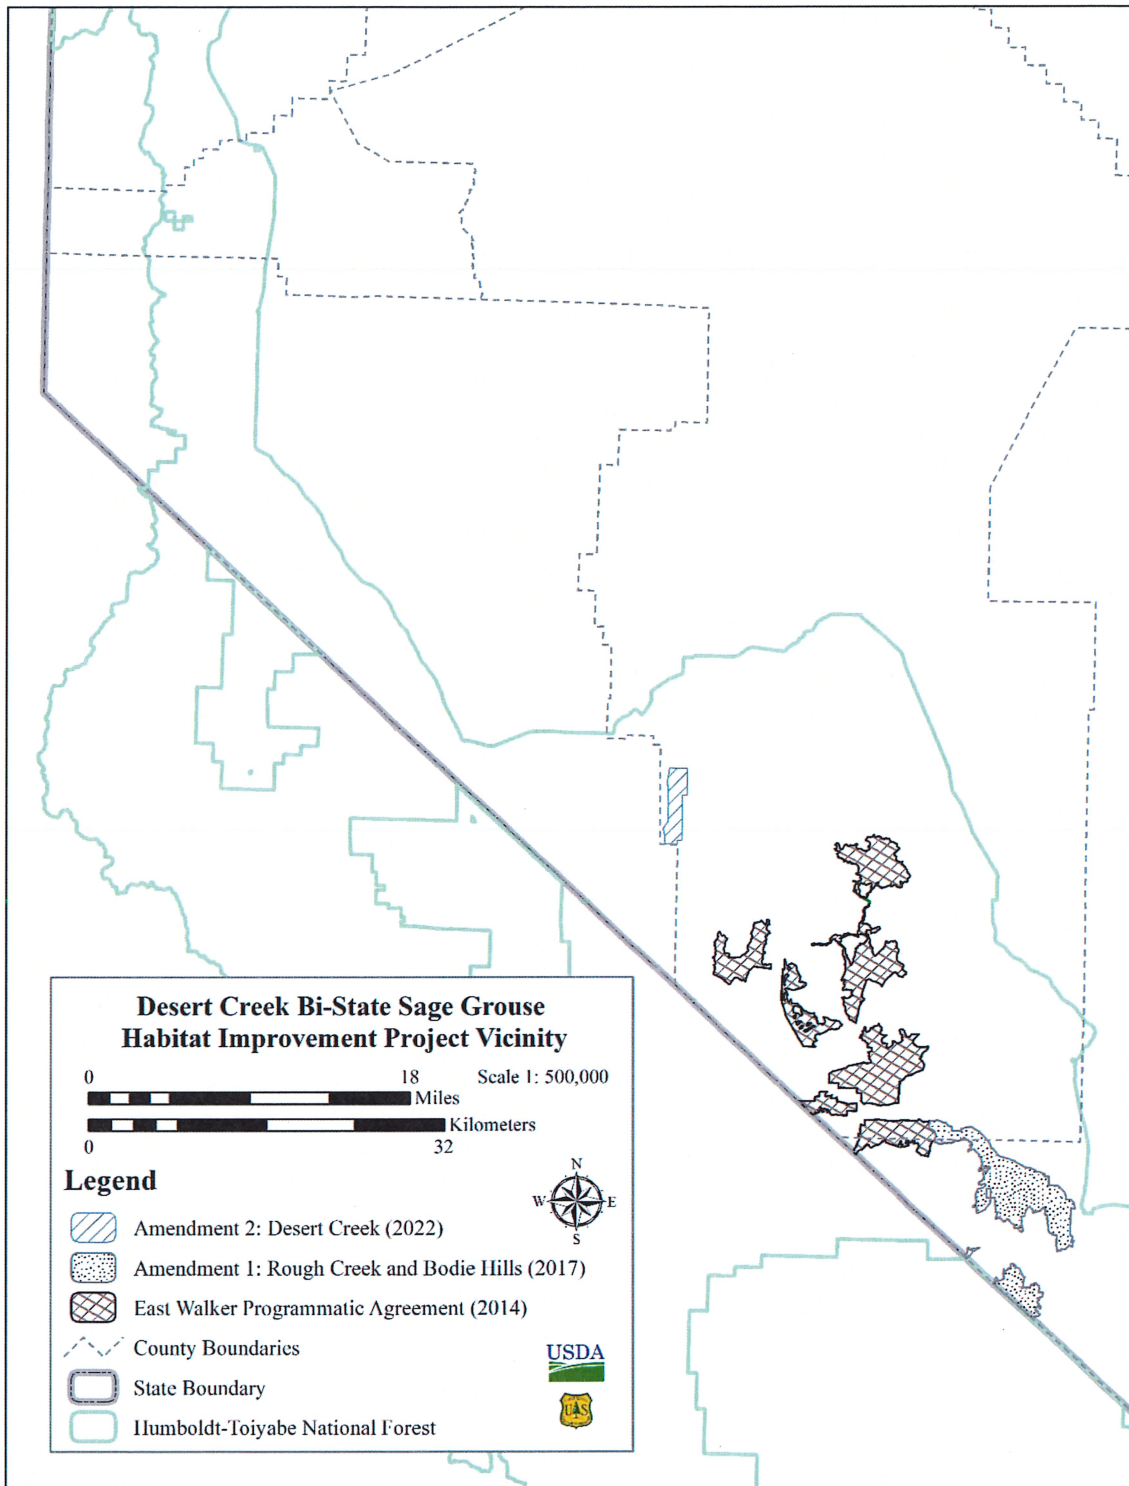 Desert Creek Bi-State Sage Grouse
Habitat Improvement Project Vicinity
0 18 Scale 1: 500,000
Miles
Kilometers
0 32
Legend
N
W E
S
Amendment 2: Desert Creek (2022)
Amendment 1: Rough Creek and Bodie Hills (2017)
East Walker Programmatic Agreement (2014)
County Boundaries
State Boundary
Humboldt-Toiyabe National Forest
USDA
U S